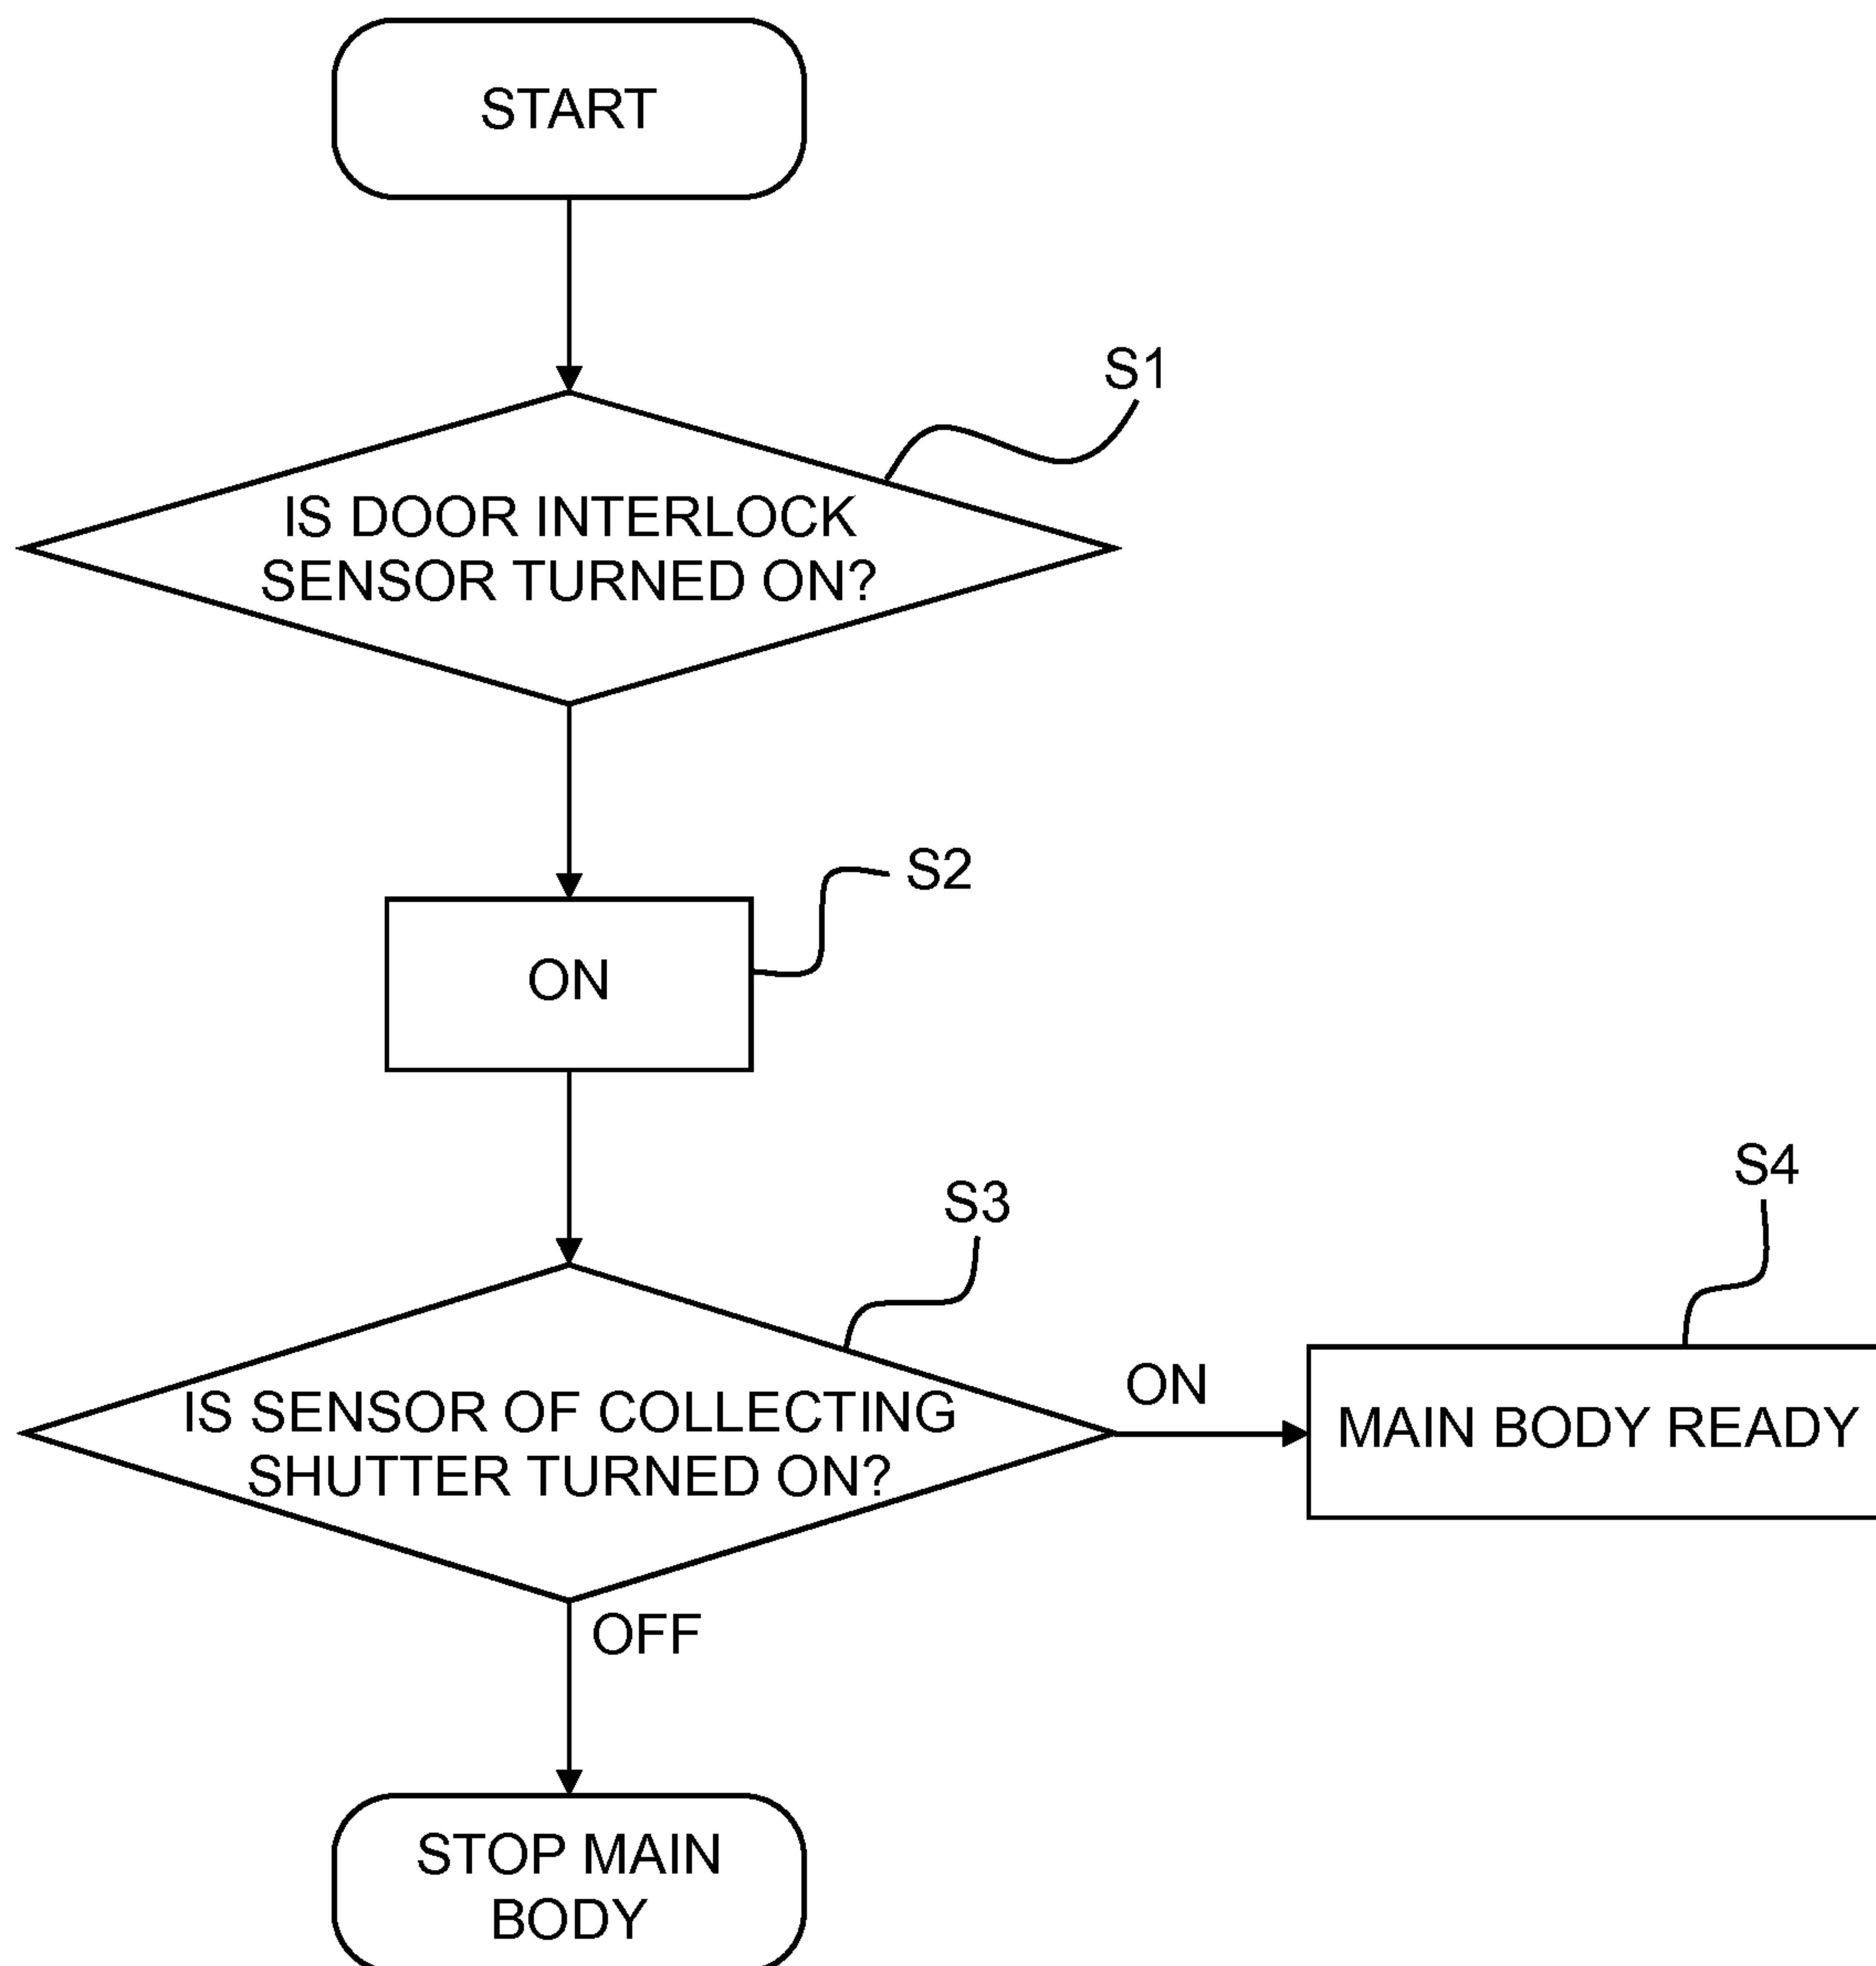 START
S1
IS DOOR INTERLOCK
SENSOR TURNED ON?
S2
ON
S3
S4
IS SENSOR OF COLLECTING
SHUTTER TURNED ON?
ON
MAIN BODY READY
OFF
STOP MAIN
BODY